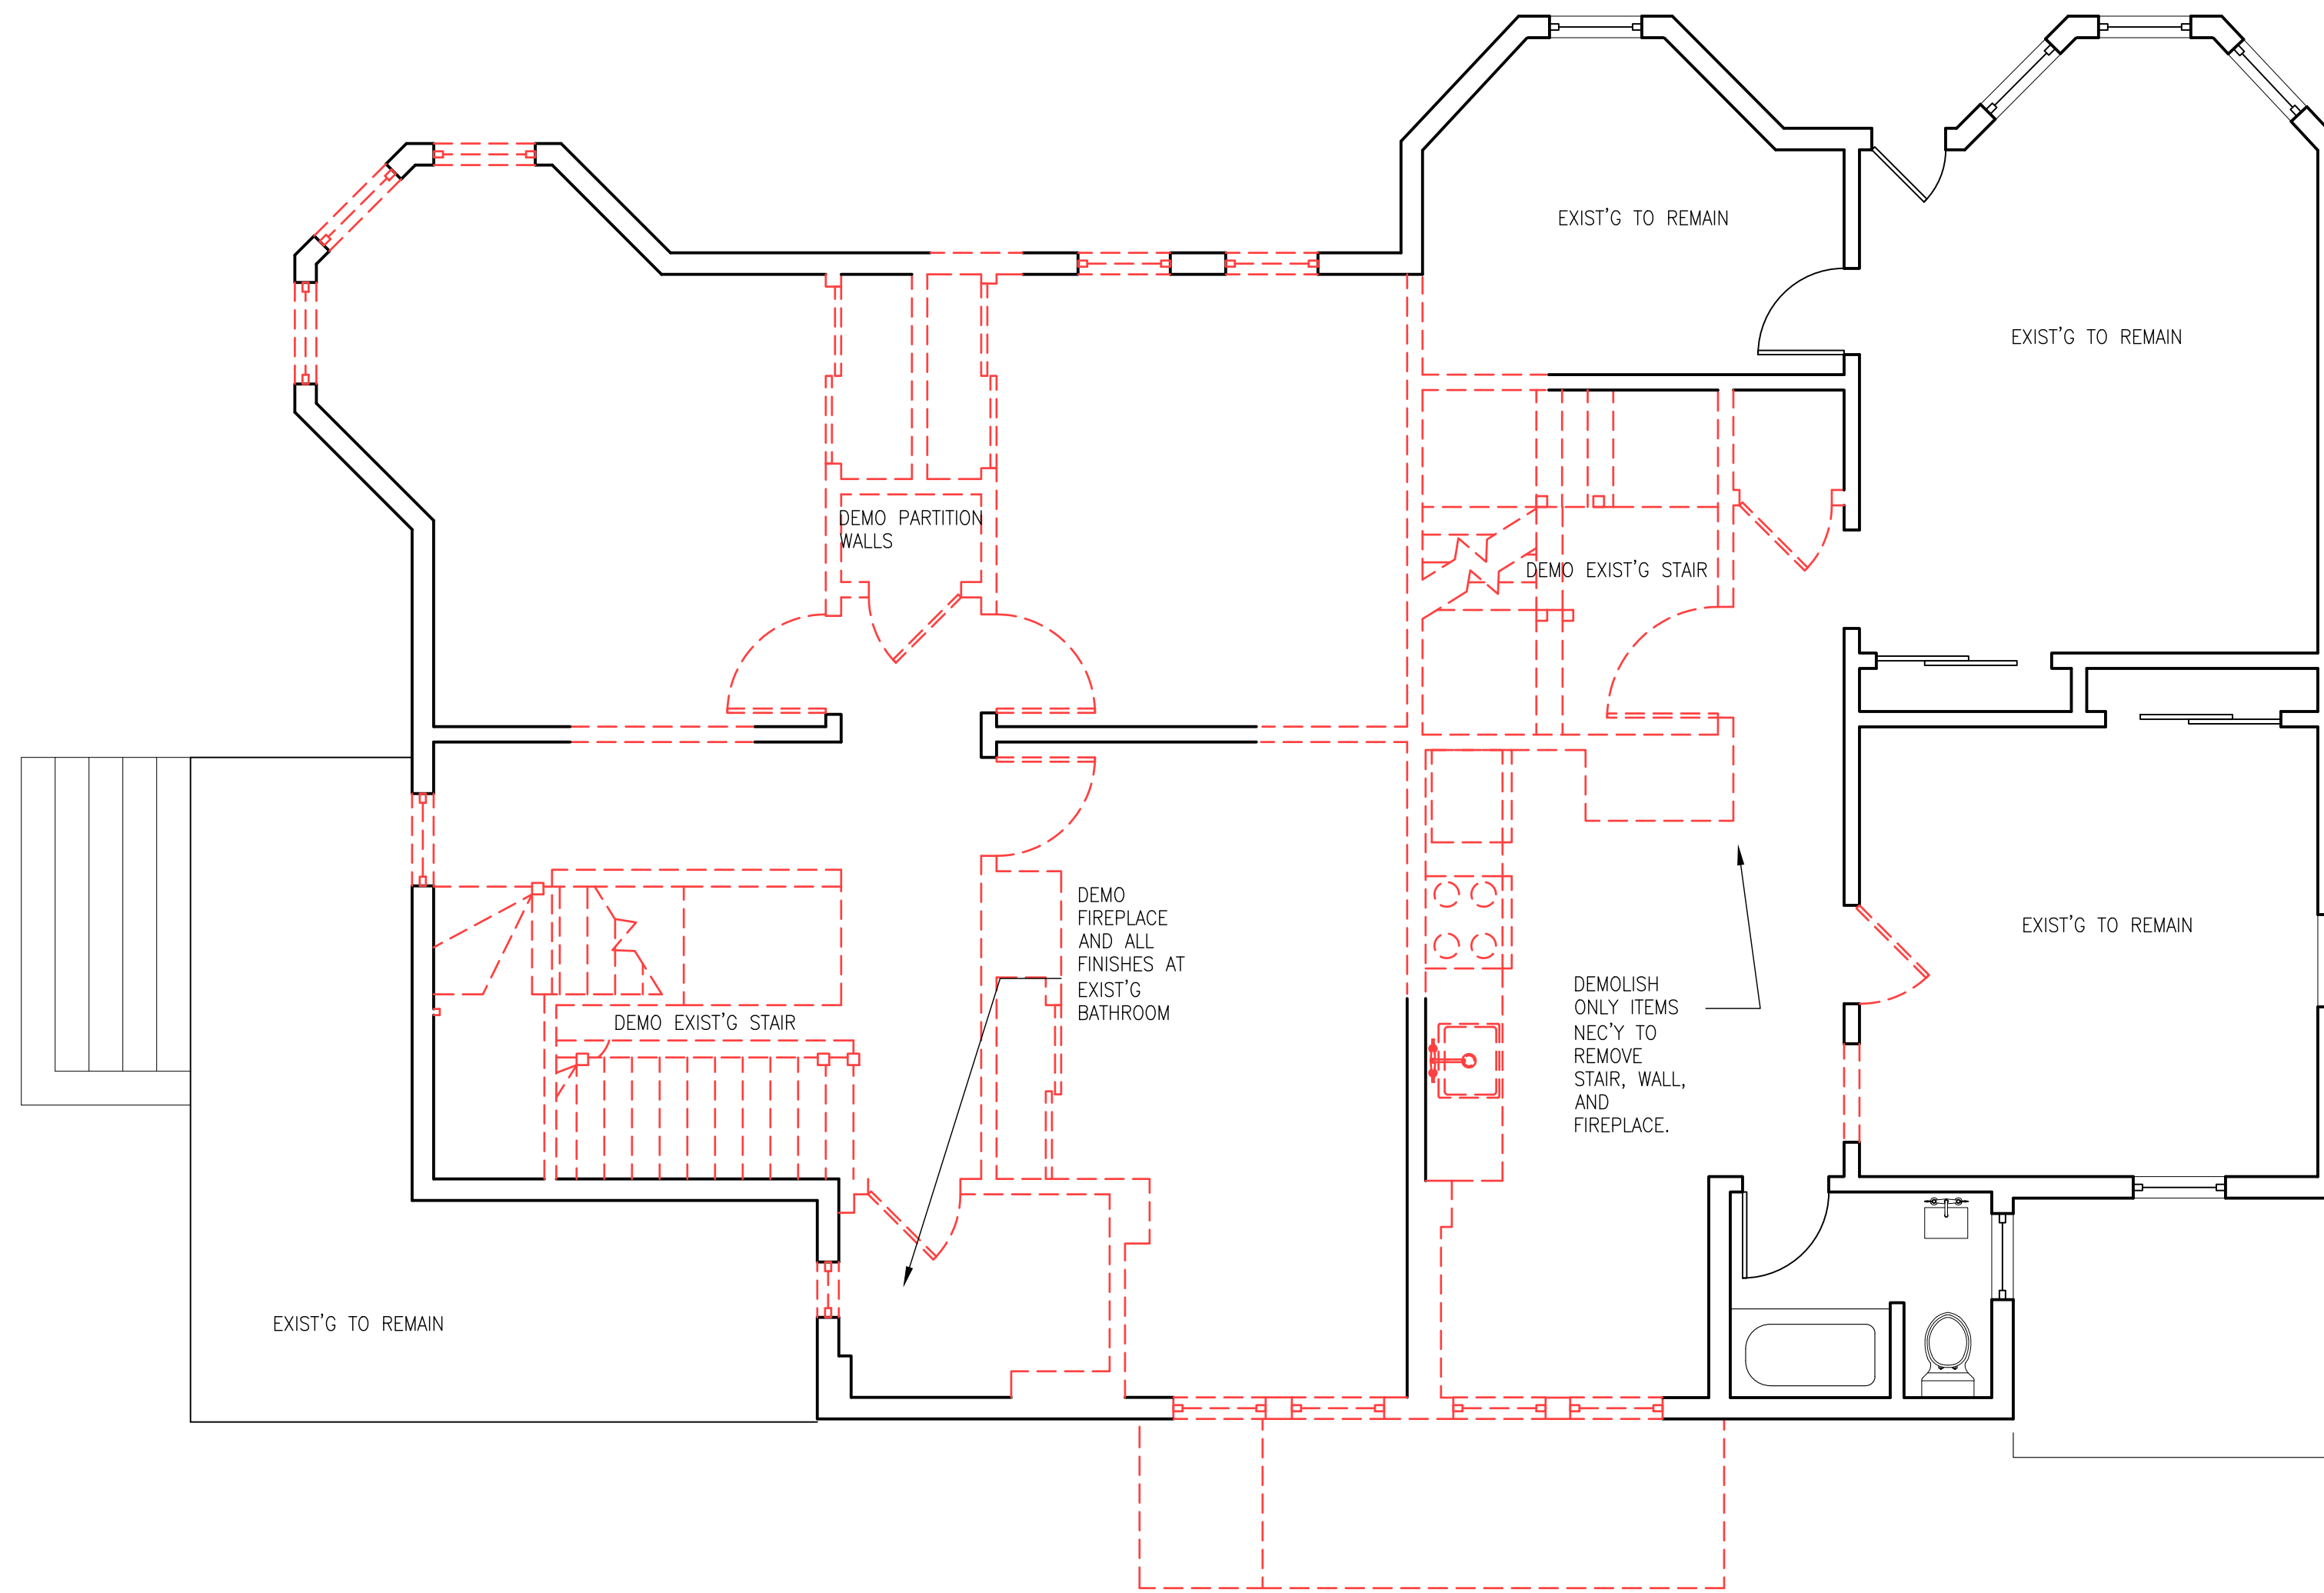 EXIST'G TO REMAIN
EXIST'G TO REMAIN
DEMO PARTITION
WALLS
DEMO EXIST'G STAIR
DEMO
FIREPLACE
AND ALL
FINISHES AT
EXIST'G
BATHROOM
EXIST'G TO REMAIN
DEMOLISH
ONLY ITEMS
NEC'Y TO
REMOVE
STAIR, WALL,
AND
FIREPLACE.
DEMO EXIST'G STAIR
EXIST'G TO REMAIN